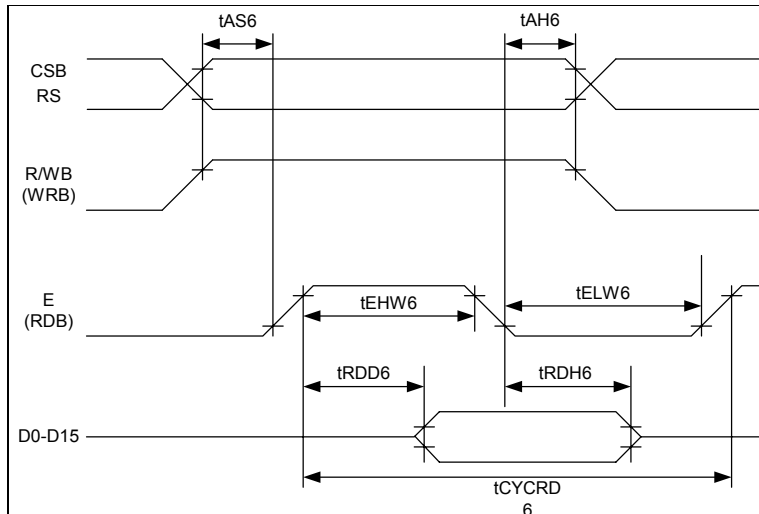 tAS6
tAH6
CSB
RS
R/WB
(WRB)
E
(RDB)
tEHW6
tELW6
tRDD6
tRDH6
D0-D15
tCYCRD
6